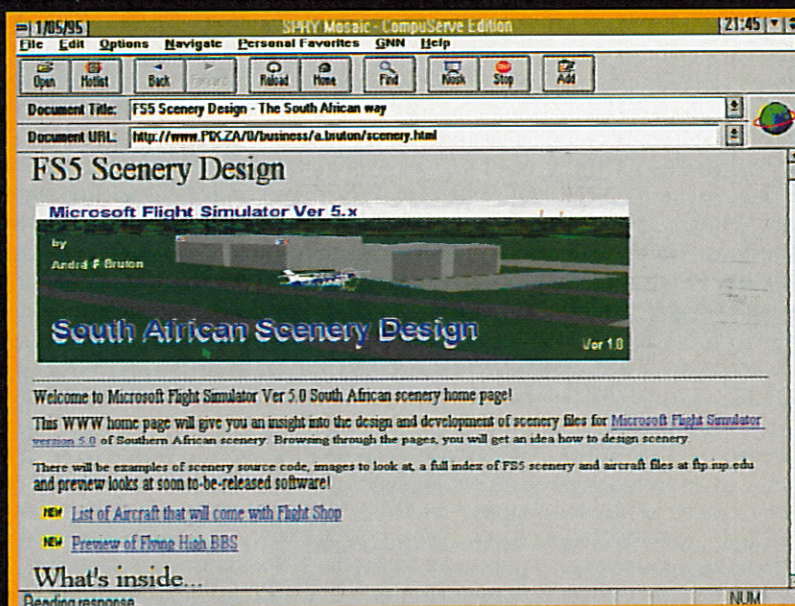 1/05/95 SPRY Mosaic - CompuServe Edition 21:45
File Edit Options Navigate Personal Favorites GNN Help
Open Hotlist Back Forward Reload Home Find Kiosk Stop Add
Document Title: FS5 Scenery Design - The South African way
Document URL: http://www.PIX.ZA/0/business/a.bruton/scenery.html
FS5 Scenery Design
Microsoft Flight Simulator Ver 5.x
by
André F Bruton
South African Scenery Design
Ver 1.0
Welcome to Microsoft Flight Simulator Ver 5.0 South African scenery home page!
This WWW home page will give you an insight into the design and development of scenery files for Microsoft Flight Simulator
version 5.0 of Southern African scenery. Browsing through the pages, you will get an idea how to design scenery.
There will be examples of scenery source code, images to look at, a full index of FS5 scenery and aircraft files at ftp.iup.edu
and preview looks at soon to-be-released software!
NEW List of Aircraft that will come with Flight Shop
NEW Preview of Flying High BBS
What's inside...
Reading response NUM